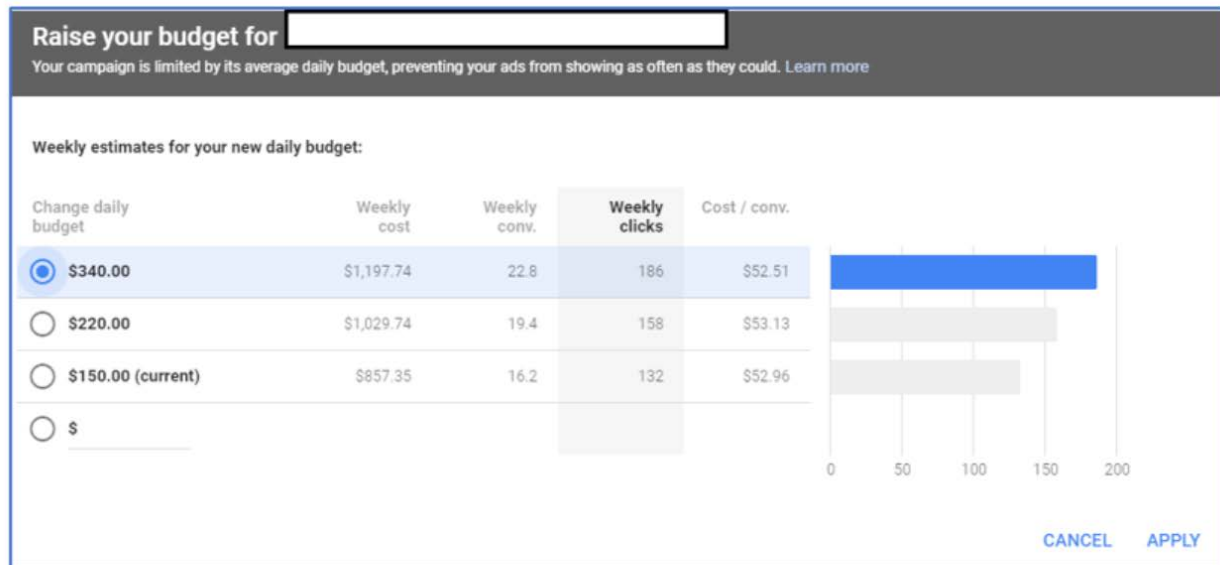 Raise your budget for
Your campaign is limited by its average daily budget, preventing your ads from showing as often as they could. Learn more
Weekly estimates for your new daily budget:
Change daily budget Weekly cost Weekly conv. Weekly clicks Cost / conv.
$340.00 $1,197.74 22.8 186 $52.51
$220.00 $1,029.74 19.4 158 $53.13
$150.00 (current) $857.35 16.2 132 $52.96
$
0 50 100 150 200
CANCEL APPLY